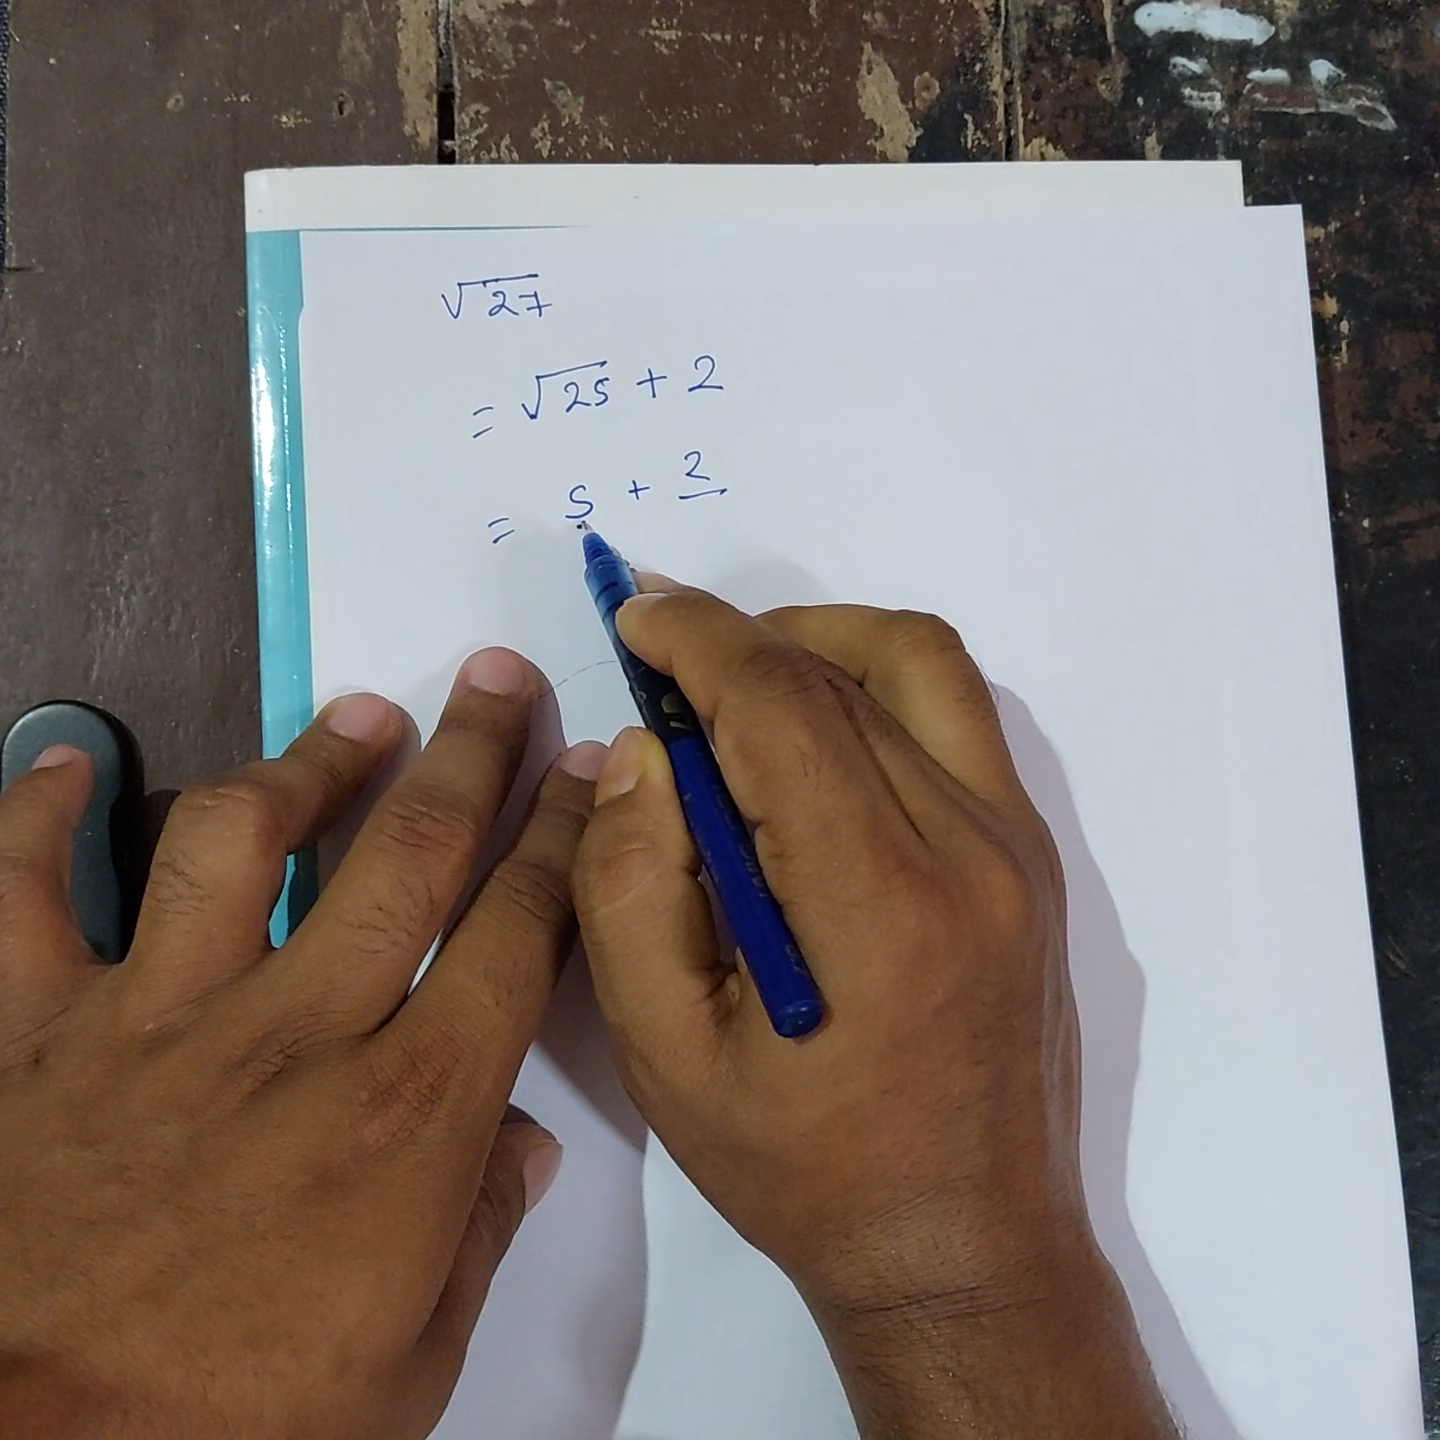 √27
= √25 + 2
= 5 + 2